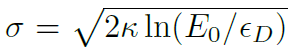 σ = √(2κ ln(E₀/ϵ_D))